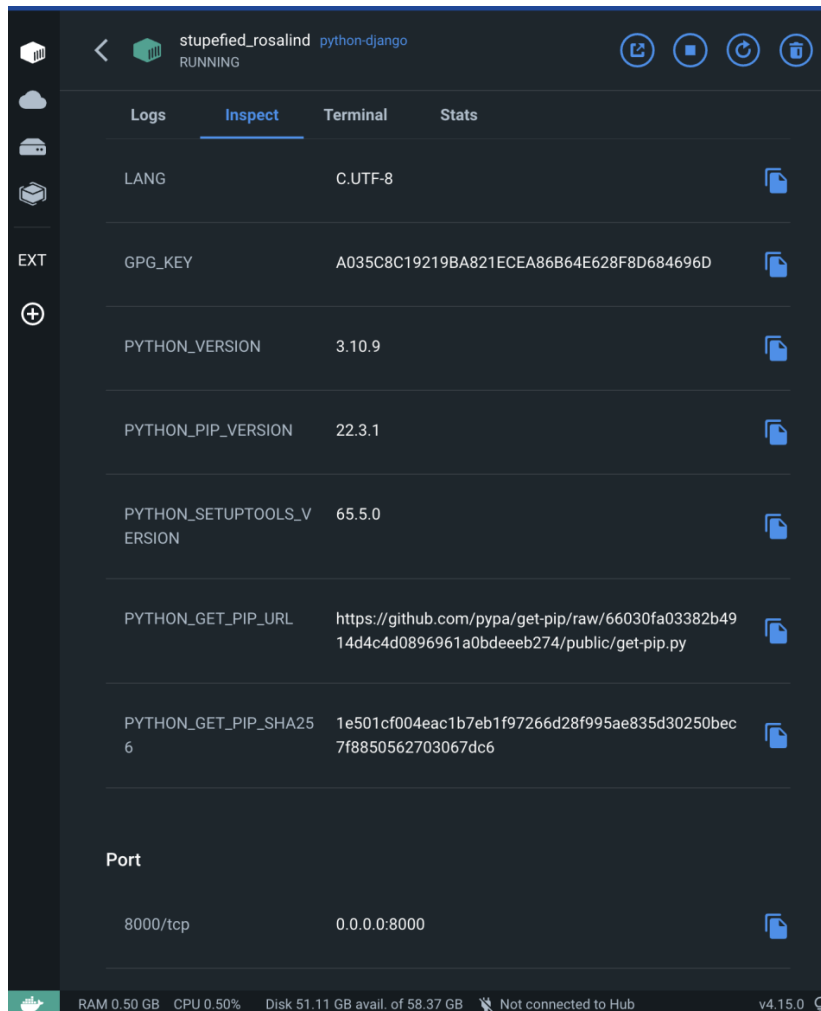 stupefied_rosalind python-django
RUNNING
Logs Inspect Terminal Stats
LANG C.UTF-8
EXT
GPG_KEY A035C8C19219BA821ECEA86B64E628F8D684696D
PYTHON_VERSION 3.10.9
PYTHON_PIP_VERSION 22.3.1
PYTHON_SETUPTOOLS_V 65.5.0
ERSION
PYTHON_GET_PIP_URL https://github.com/pypa/get-pip/raw/66030fa03382b49
14d4c4d0896961a0bdeeeb274/public/get-pip.py
PYTHON_GET_PIP_SHA25 1e501cf004eac1b7eb1f97266d28f995ae835d30250bec
6 7f8850562703067dc6
Port
8000/tcp 0.0.0.0:8000
RAM 0.50 GB CPU 0.50% Disk 51.11 GB avail. of 58.37 GB Not connected to Hub v4.15.0